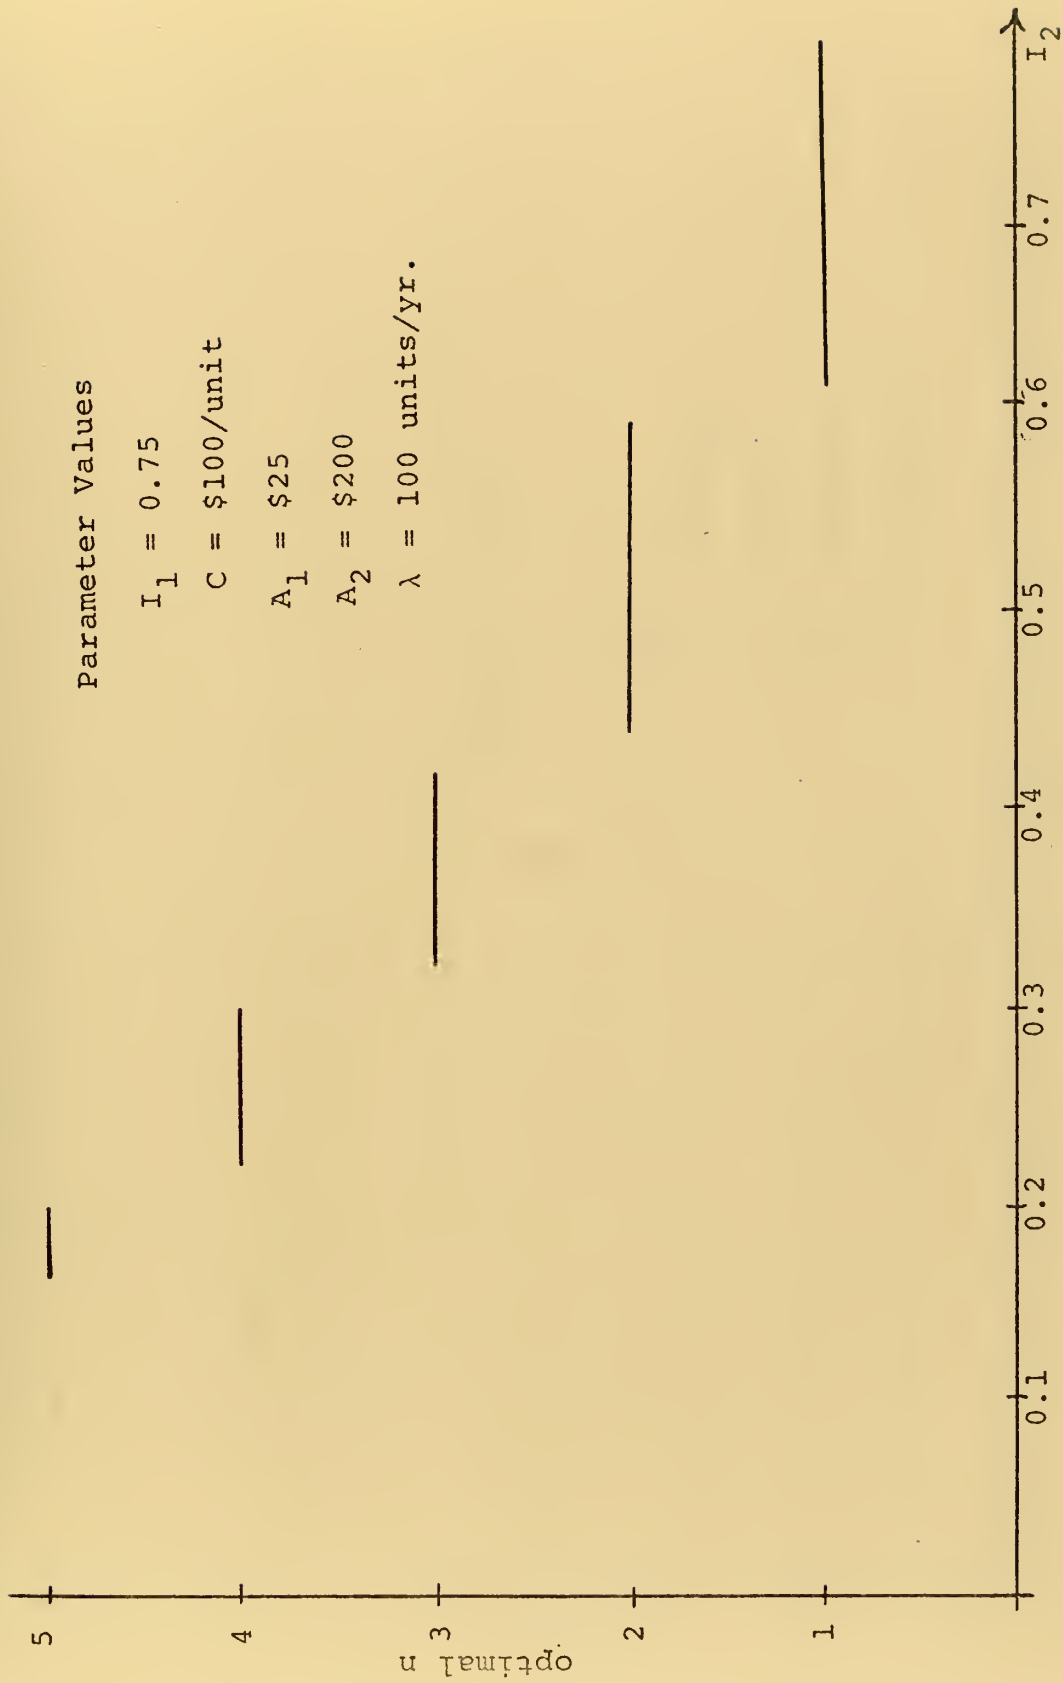 Parameter Values
I1 = 0.75
C = $100/unit
A1 = $25
A2 = $200
λ = 100 units/yr.
5
4
3
2
1
optimal n
0.1
0.2
0.3
0.4
0.5
0.6
0.7
I2